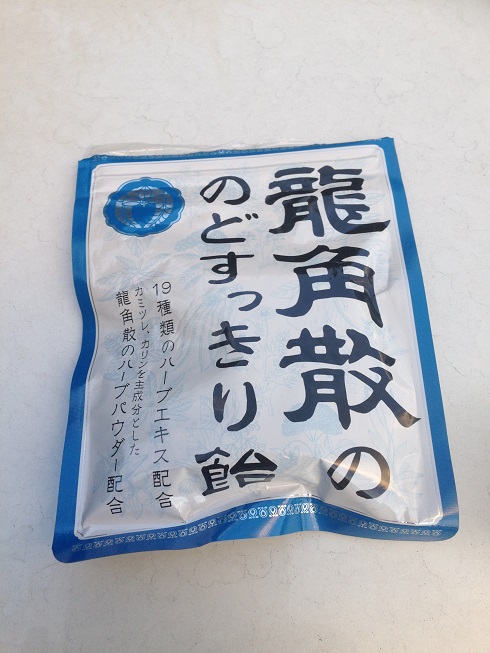 龍角散の
のどすっきり飴
19種類のハーブエキス配合
カミツレ、カリンを主成分とした
龍角散のハーブパウダー配合